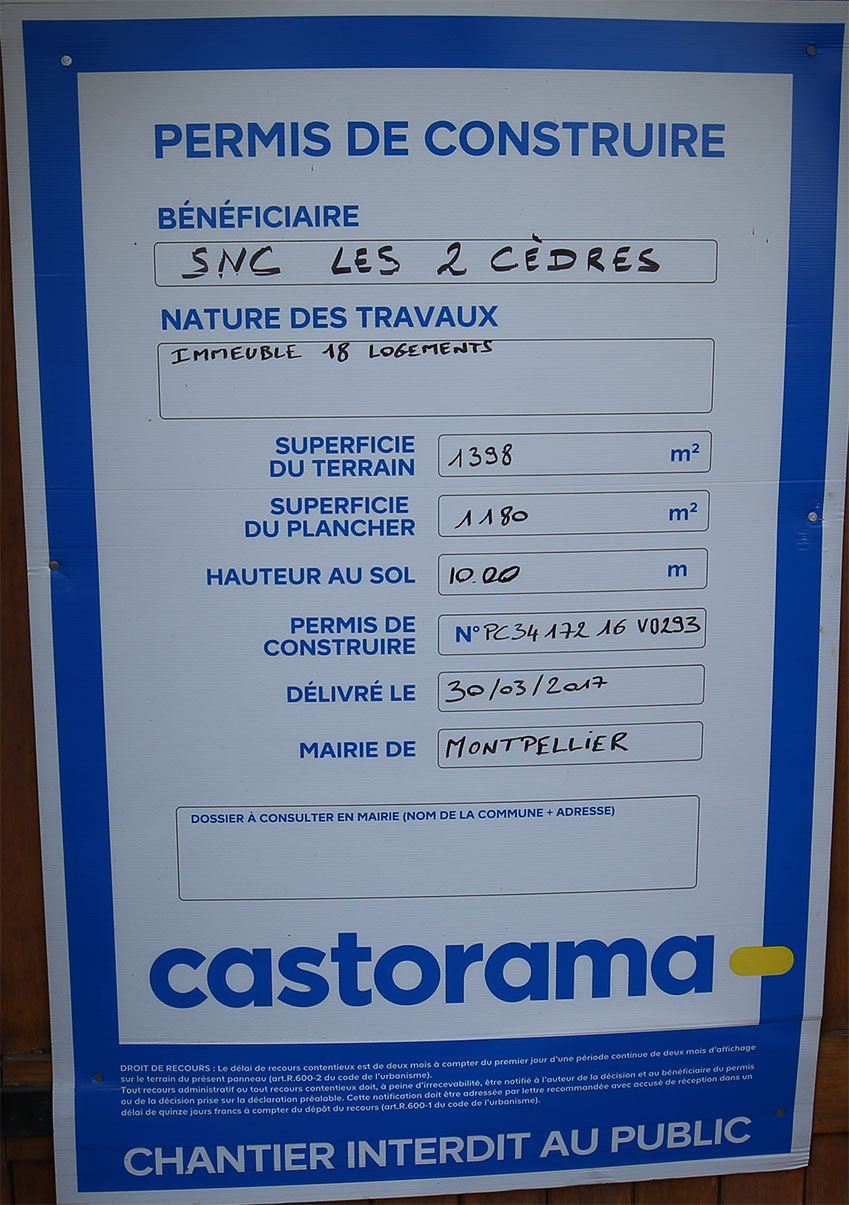 PERMIS DE CONSTRUIRE
BÉNÉFICIAIRE
SNC LES 2 CÈDRES
NATURE DES TRAVAUX
IMMEUBLE 18 LOGEMENTS
SUPERFICIE
DU TERRAIN 1398 m²
SUPERFICIE
DU PLANCHER 1180 m²
HAUTEUR AU SOL 10.00 m
PERMIS DE
CONSTRUIRE N° PC34 172 16 V0293
DÉLIVRÉ LE 30/03/2017
MAIRIE DE MONTPELLIER
DOSSIER À CONSULTER EN MAIRIE (NOM DE LA COMMUNE + ADRESSE)
castorama
DROIT DE RECOURS : Le délai de recours contentieux est de deux mois à compter du premier jour d'une période continue de deux mois d'affichage
sur le terrain du présent panneau (art.R.600-2 du code de l'urbanisme).
Tout recours administratif ou tout recours contentieux doit, à peine d'irrecevabilité, être notifié à l'auteur de la décision et au bénéficiaire du permis
ou de la décision prise sur la déclaration préalable. Cette notification doit être adressée par lettre recommandée avec accusé de réception dans un
délai de quinze jours francs à compter du dépôt du recours (art.R.600-1 du code de l'urbanisme).
CHANTIER INTERDIT AU PUBLIC